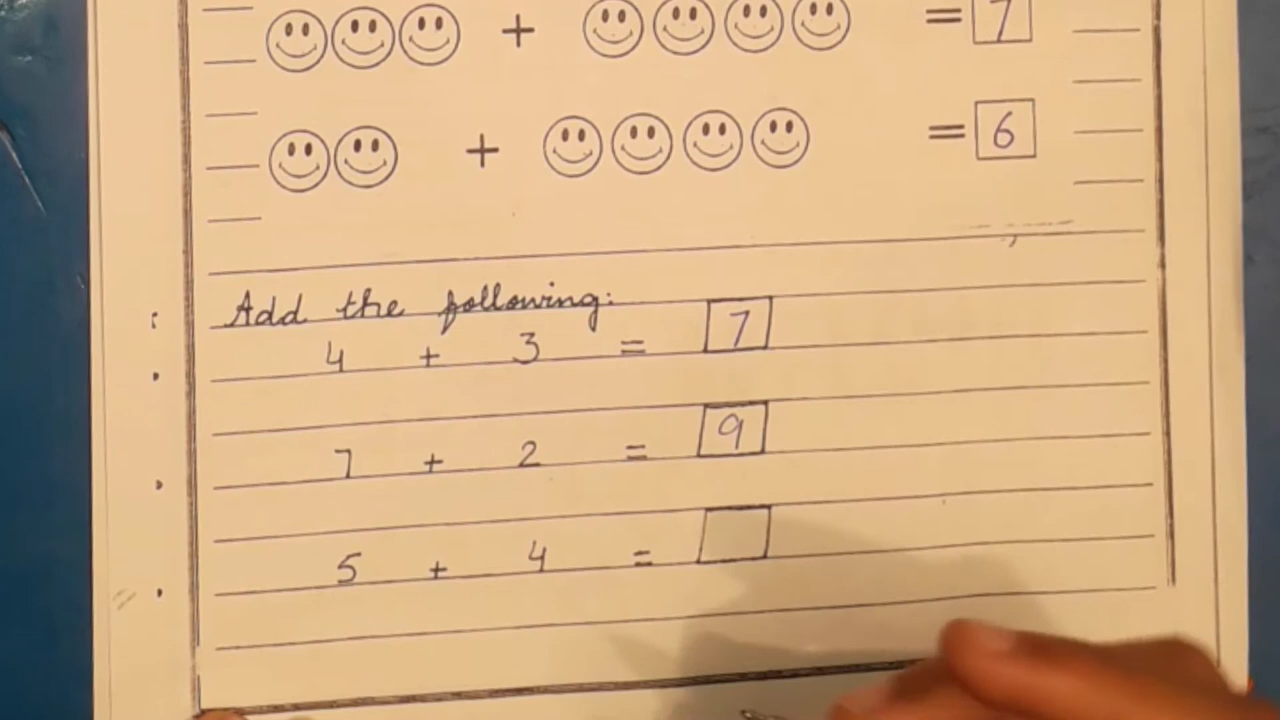 + = 7
+ = 6
Add the following:
4 + 3 = 7
7 + 2 = 9
5 + 4 =